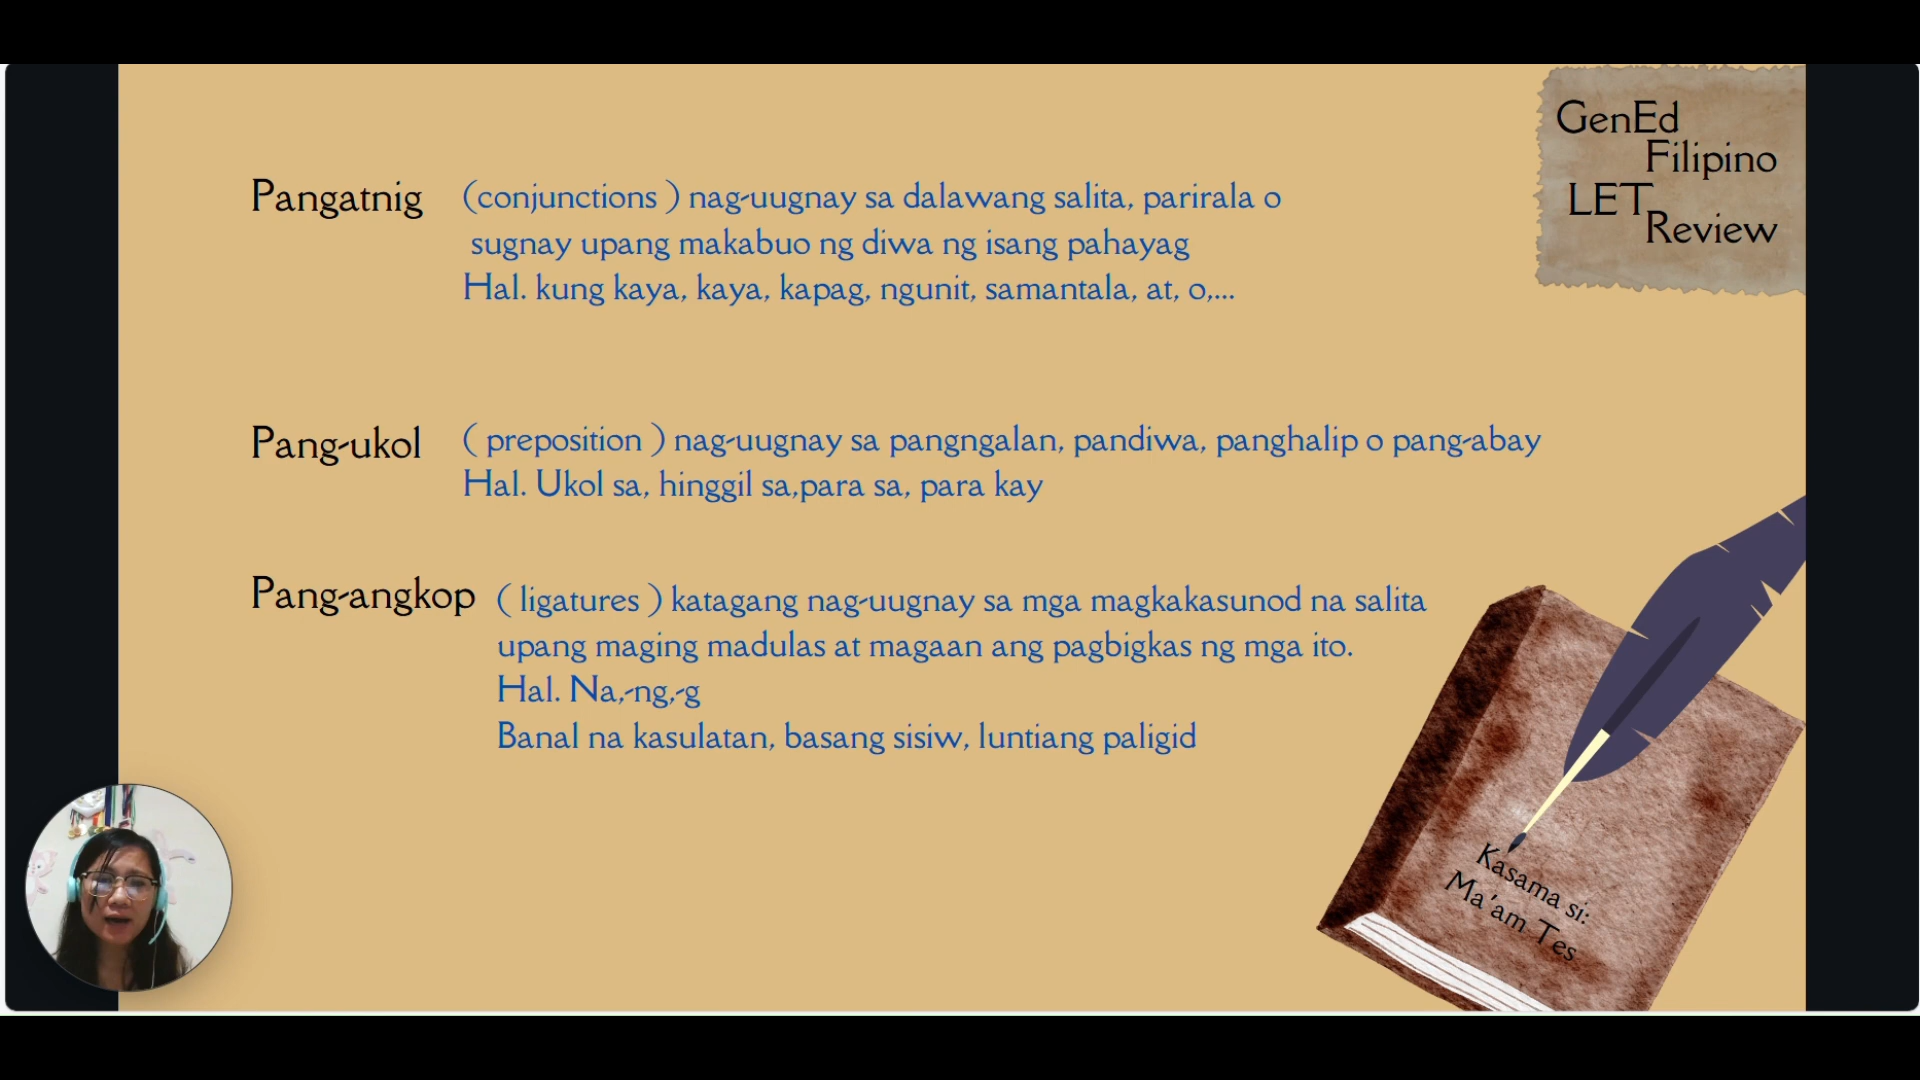 GenEd
Filipino
LET
Review
Pangatnig (conjunctions ) nag-uugnay sa dalawang salita, parirala o
sugnay upang makabuo ng diwa ng isang pahayag
Hal. kung kaya, kaya, kapag, ngunit, samantala, at, o,...
Pang-ukol ( preposition ) nag-uugnay sa pangngalan, pandiwa, panghalip o pang-abay
Hal. Ukol sa, hinggil sa,para sa, para kay
Pang-angkop ( ligatures ) katagang nag-uugnay sa mga magkakasunod na salita
upang maging madulas at magaan ang pagbigkas ng mga ito.
Hal. Na,-ng,-g
Banal na kasulatan, basang sisiw, luntiang paligid
Kasama si:
Ma'am Tes